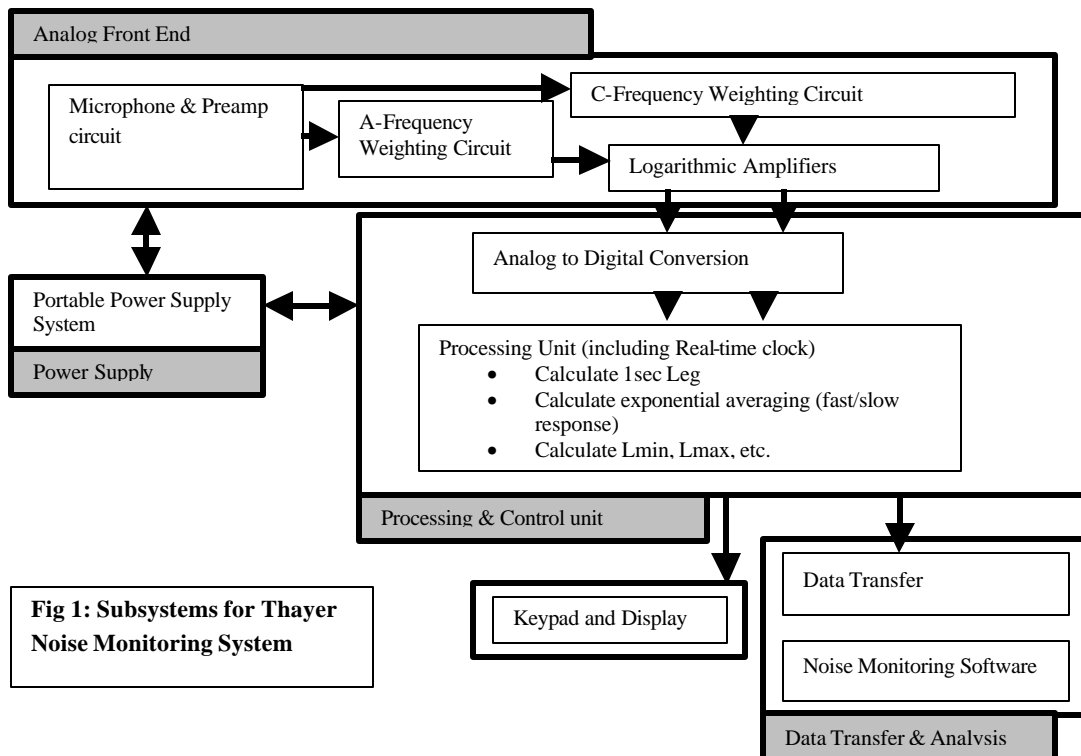 Analog Front End
Microphone & Preamp
circuit
C-Frequency Weighting Circuit
A-Frequency
Weighting Circuit
Logarithmic Amplifiers
Analog to Digital Conversion
Portable Power Supply
System
Power Supply
Processing Unit (including Real-time clock)
• Calculate 1sec Leg
• Calculate exponential averaging (fast/slow
response)
• Calculate Lmin, Lmax, etc.
Processing & Control unit
Keypad and Display
Data Transfer
Noise Monitoring Software
Data Transfer & Analysis
Fig 1: Subsystems for Thayer
Noise Monitoring System